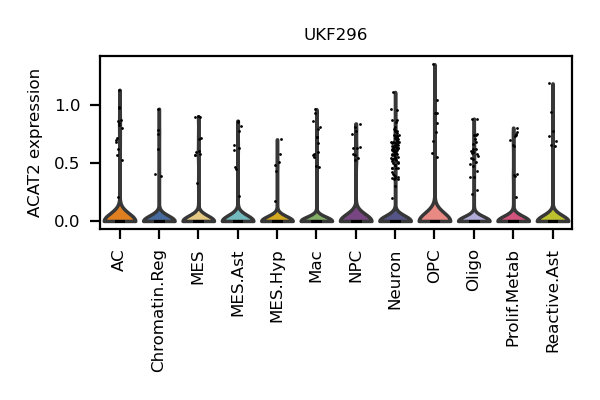 UKF296
ACAT2 expression
1.0
0.5
0.0
AC
Chromatin.Reg
MES
MES.Ast
MES.Hyp
Mac
NPC
Neuron
OPC
Oligo
Prolif.Metab
Reactive.Ast